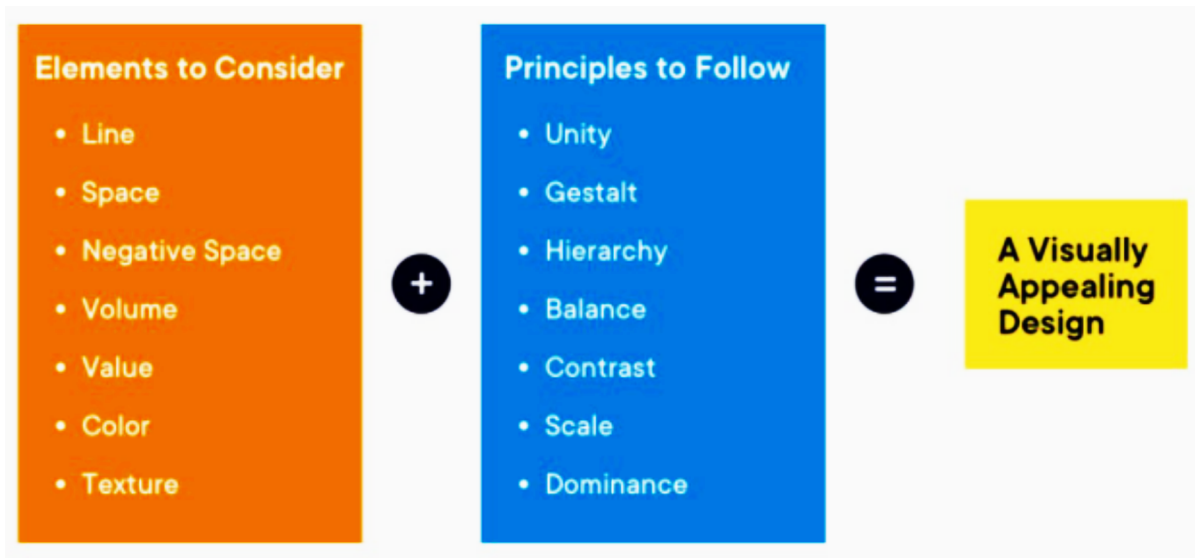 Elements to Consider
• Line
• Space
• Negative Space
• Volume
• Value
• Color
• Texture
+
Principles to Follow
• Unity
• Gestalt
• Hierarchy
• Balance
• Contrast
• Scale
• Dominance
=
A Visually
Appealing
Design